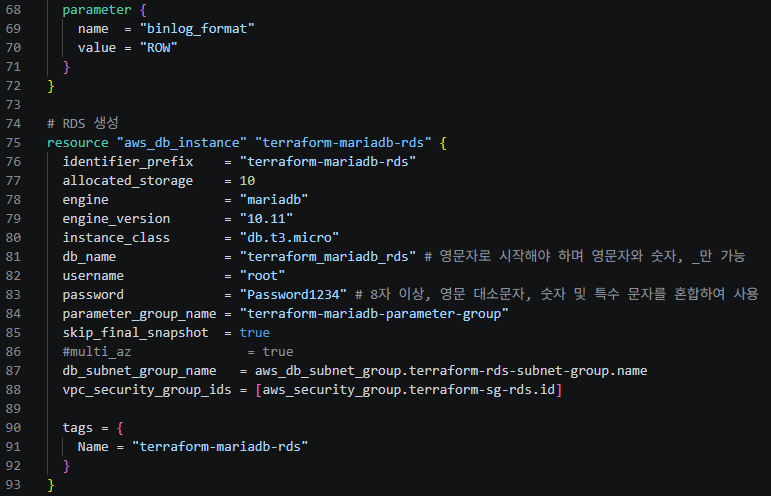 68 parameter {
69 name = "binlog_format"
70 value = "ROW"
71 }
72 }
73
74 # RDS 생성
75 resource "aws_db_instance" "terraform-mariadb-rds" {
76 identifier_prefix = "terraform-mariadb-rds"
77 allocated_storage = 10
78 engine = "mariadb"
79 engine_version = "10.11"
80 instance_class = "db.t3.micro"
81 db_name = "terraform_mariadb_rds" # 영문자로 시작해야 하며 영문자와 숫자, _만 가능
82 username = "root"
83 password = "Password1234" # 8자 이상, 영문 대소문자, 숫자 및 특수 문자를 혼합하여 사용
84 parameter_group_name = "terraform-mariadb-parameter-group"
85 skip_final_snapshot = true
86 #multi_az = true
87 db_subnet_group_name = aws_db_subnet_group.terraform-rds-subnet-group.name
88 vpc_security_group_ids = [aws_security_group.terraform-sg-rds.id]
89
90 tags = {
91 Name = "terraform-mariadb-rds"
92 }
93 }